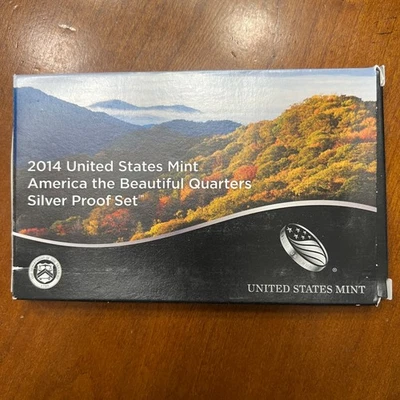 2014 United States Mint
America the Beautiful Quarters
Silver Proof Set
UNITED STATES MINT